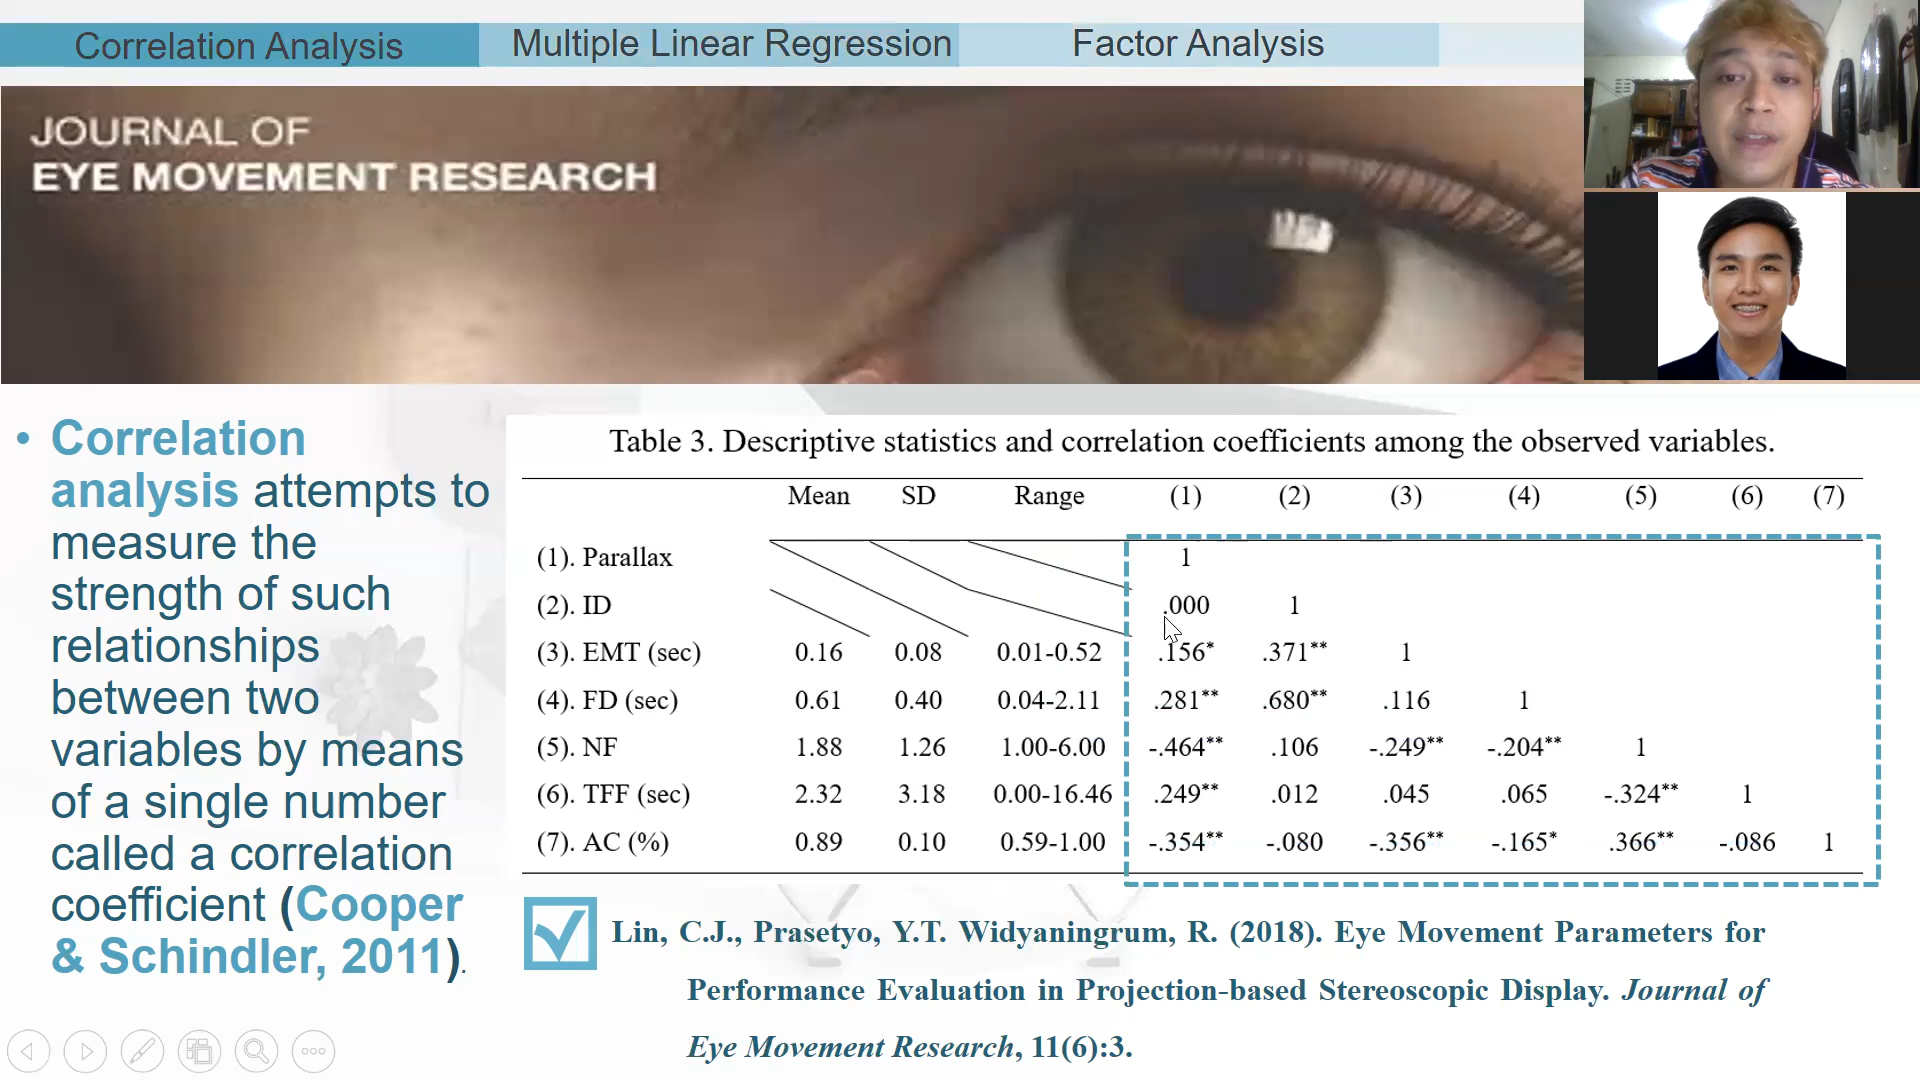 Correlation Analysis
Multiple Linear Regression
Factor Analysis
JOURNAL OF
EYE MOVEMENT RESEARCH
• Correlation
analysis attempts to
measure the
strength of such
relationships
between two
variables by means
of a single number
called a correlation
coefficient (Cooper
& Schindler, 2011).
Table 3. Descriptive statistics and correlation coefficients among the observed variables.
Mean SD Range (1) (2) (3) (4) (5) (6) (7)
(1). Parallax 1
(2). ID .000 1
(3). EMT (sec) 0.16 0.08 0.01-0.52 .156* .371** 1
(4). FD (sec) 0.61 0.40 0.04-2.11 .281** .680** .116 1
(5). NF 1.88 1.26 1.00-6.00 -.464** .106 -.249** -.204** 1
(6). TFF (sec) 2.32 3.18 0.00-16.46 .249** .012 .045 .065 -.324** 1
(7). AC (%) 0.89 0.10 0.59-1.00 -.354** -.080 -.356** -.165* .366** -.086 1
Lin, C.J., Prasetyo, Y.T. Widyaningrum, R. (2018). Eye Movement Parameters for
Performance Evaluation in Projection-based Stereoscopic Display. Journal of
Eye Movement Research, 11(6):3.